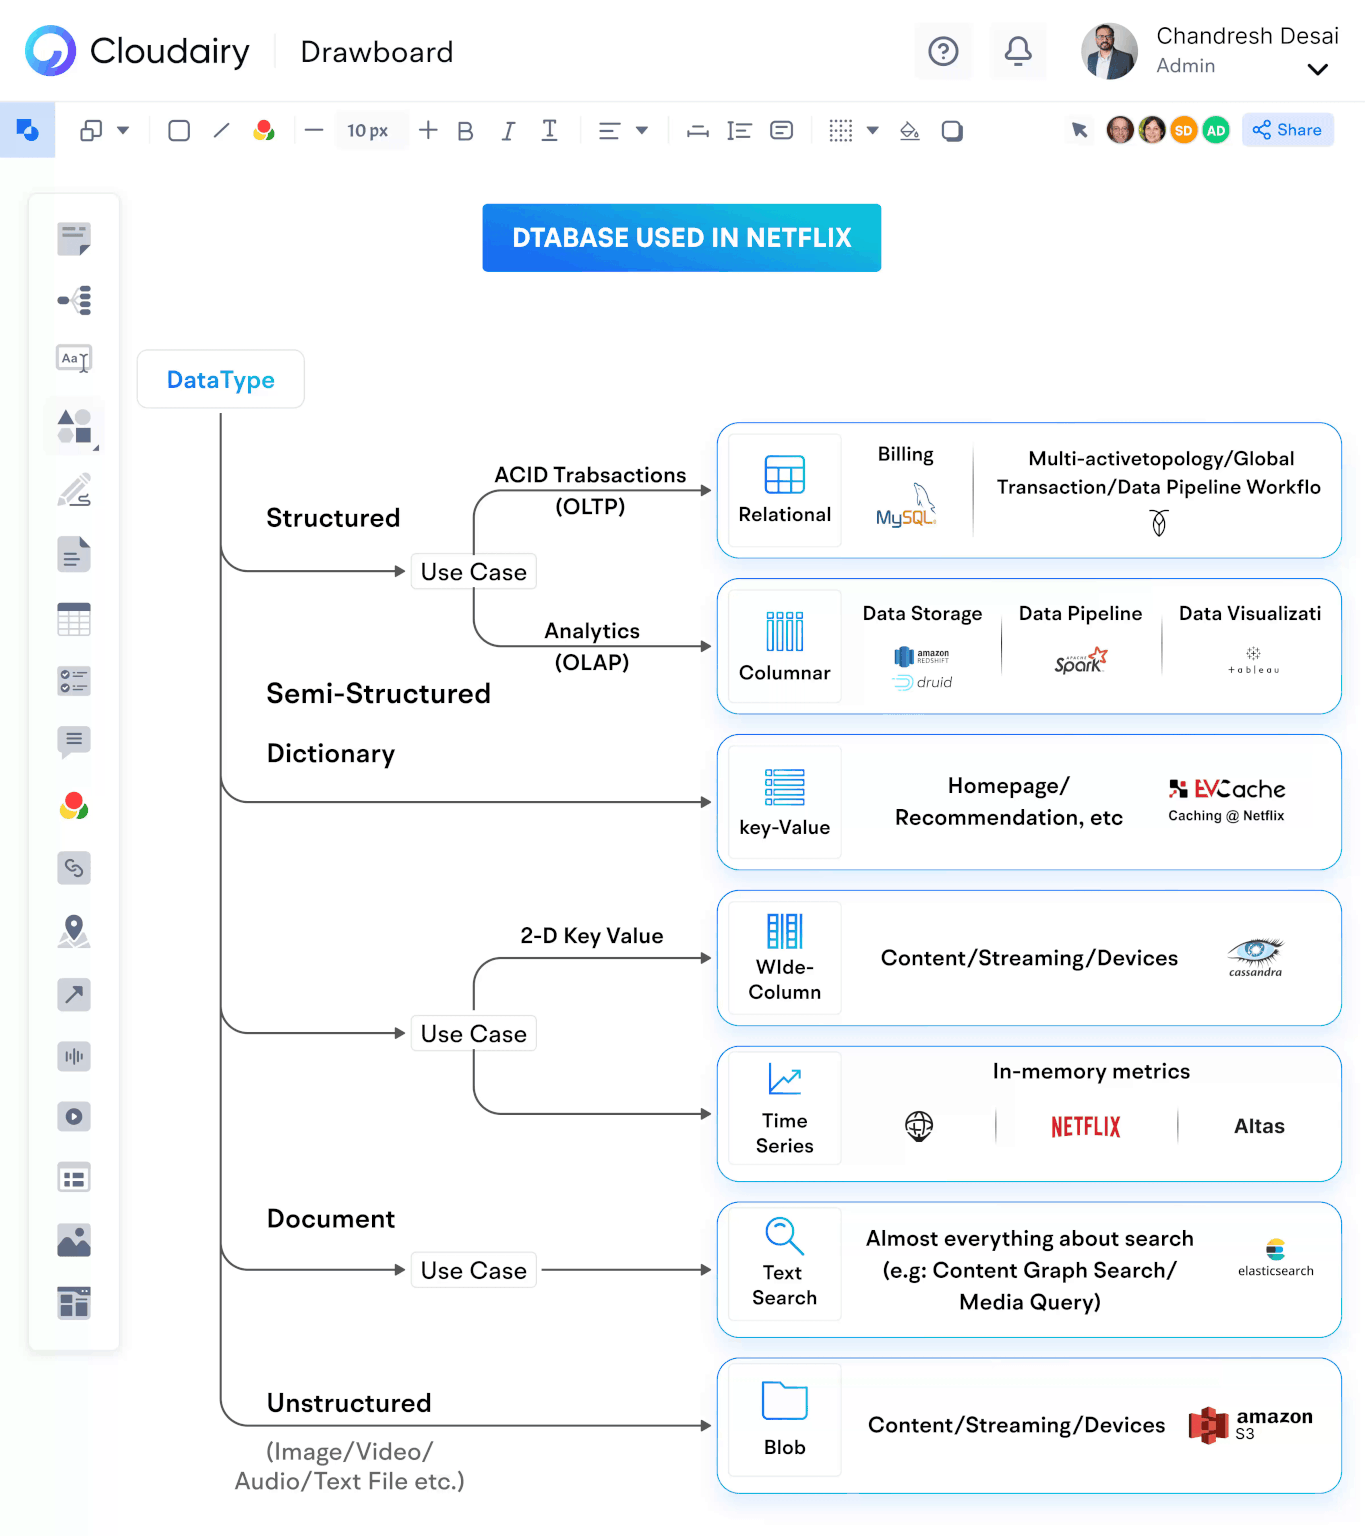 Cloudairy
Drawboard
Chandresh Desai
Admin
10 px
B
I
T
SD
AD
Share
DTABASE USED IN NETFLIX
Aa
DataType
Structured
Use Case
ACID Trabsactions
(OLTP)
Analytics
(OLAP)
Relational
Billing
MySQL
Multi-activetopology/Global
Transaction/Data Pipeline Workflo
Columnar
Data Storage
amazon
REDSHIFT
druid
Data Pipeline
APACHE
Spark
Data Visualizati
+ableau
Semi-Structured
Dictionary
key-Value
Homepage/
Recommendation, etc
EVCache
Caching @ Netflix
Use Case
2-D Key Value
WIde-
Column
Content/Streaming/Devices
cassandra
Time
Series
In-memory metrics
NETFLIX
Altas
Document
Use Case
Text
Search
Almost everything about search
(e.g: Content Graph Search/
Media Query)
elasticsearch
Unstructured
(Image/Video/
Audio/Text File etc.)
Blob
Content/Streaming/Devices
amazon
S3